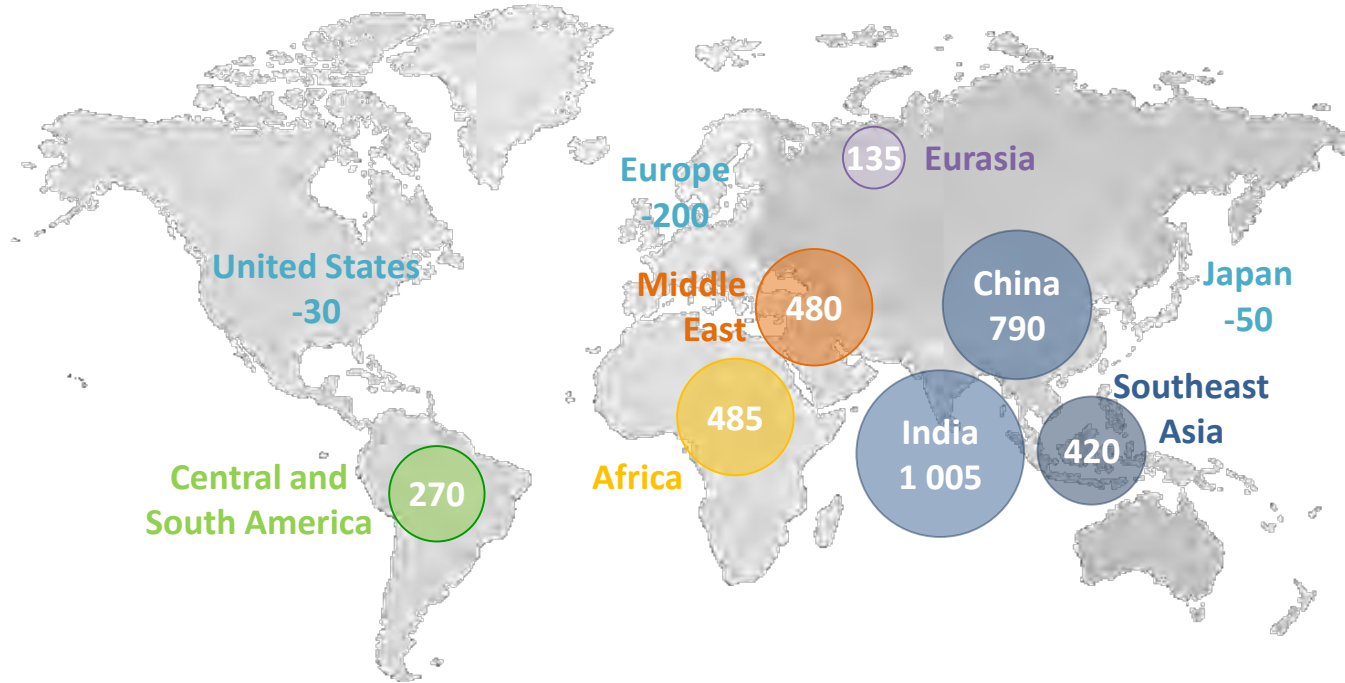 135
Eurasia
Europe
-200
United States
-30
Middle
East
480
China
790
Japan
-50
Southeast
Asia
420
485
Africa
India
1 005
Central and
South America
270